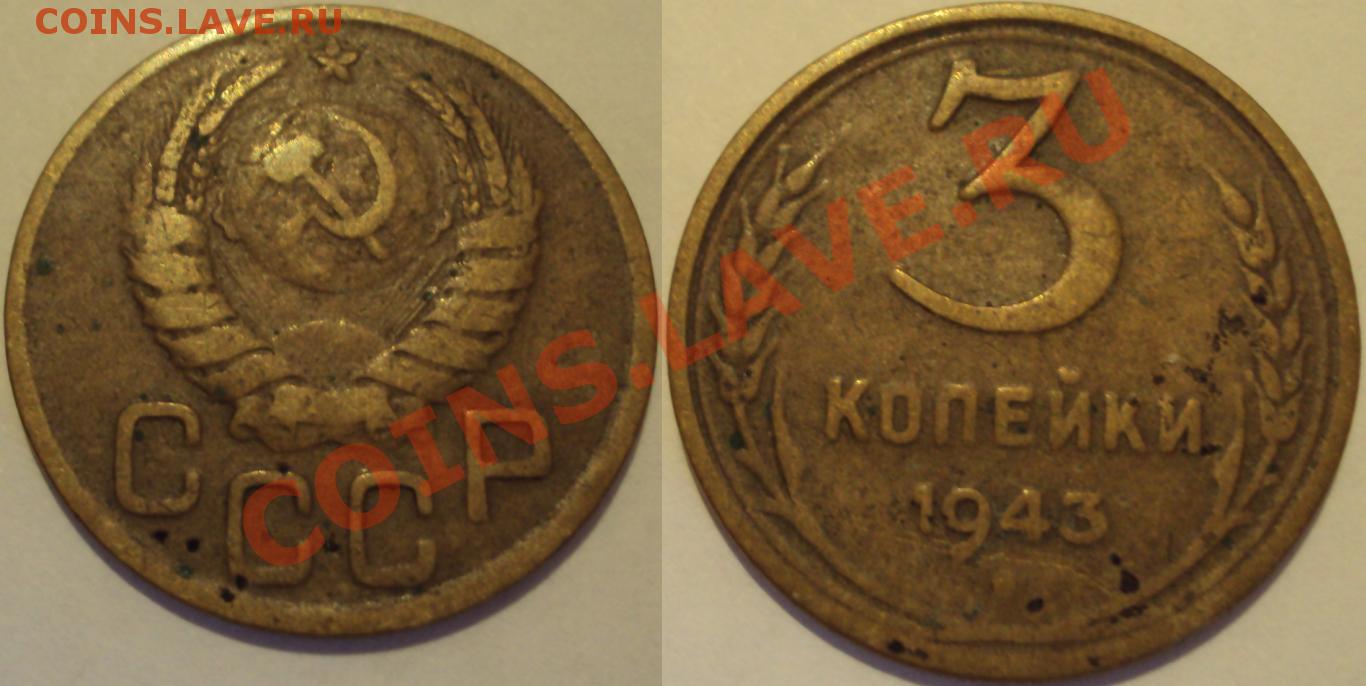 COINS.LAVE.RU
СССР
3
КОПЕЙКИ
1943
COINS.LAVE.RU